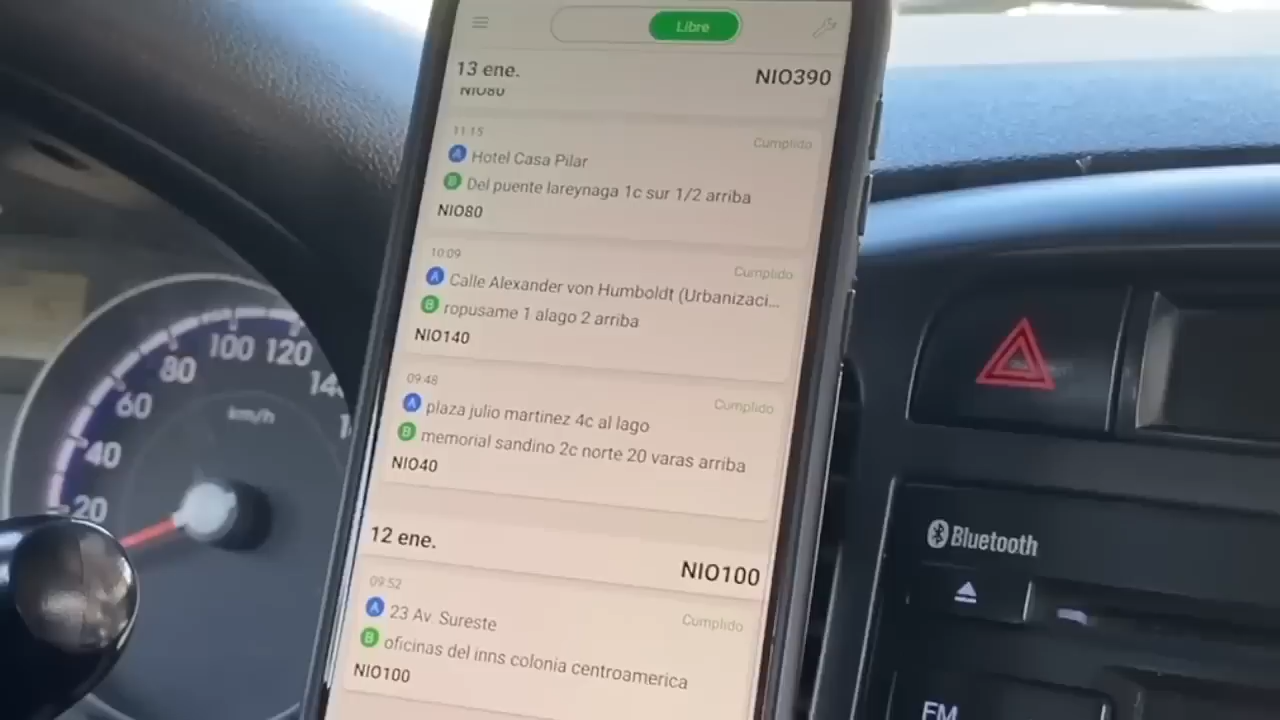 Libre
13 ene.
NIO390
NIO80
11:15
Cumplido
A Hotel Casa Pilar
B Del puente lareynaga 1c sur 1/2 arriba
NIO80
10:09
Cumplido
A Calle Alexander von Humboldt (Urbanizaci...
B ropusame 1 alago 2 arriba
NIO140
09:48
Cumplido
A plaza julio martinez 4c al lago
B memorial sandino 2c norte 20 varas arriba
NIO40
12 ene.
NIO100
09:52
Cumplido
A 23 Av. Sureste
B oficinas del inns colonia centroamerica
NIO100
20
40
60
80
100
120
km/h
Bluetooth
FM